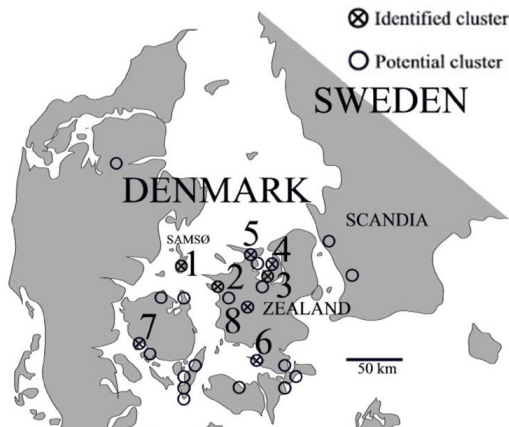 Identified cluster
Potential cluster
SWEDEN
DENMARK
SCANDIA
SAMSØ
5
4
1
2
3
8
ZEALAND
7
6
50 km